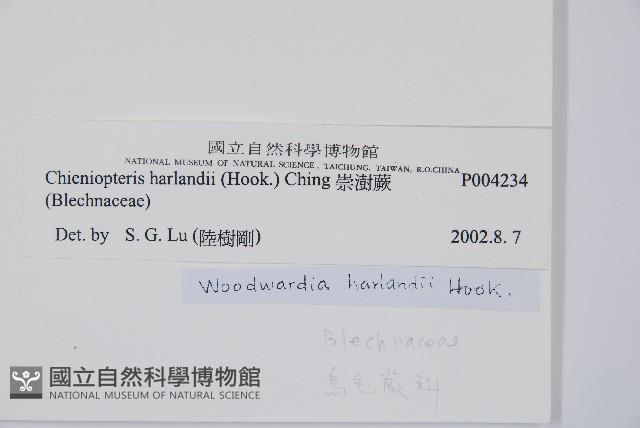 國立自然科學博物館
NATIONAL MUSEUM OF NATURAL SCIENCE, TAICHUNG, TAIWAN, R.O.CHINA
Chieniopteris harlandii (Hook.) Ching 崇澍蕨 P004234
(Blechnaceae)
Det. by S. G. Lu (陸樹剛) 2002.8.7
Woodwardia harlandii Hook.
Blechnaceae
烏毛蕨科
國立自然科學博物館
NATIONAL MUSEUM OF NATURAL SCIENCE